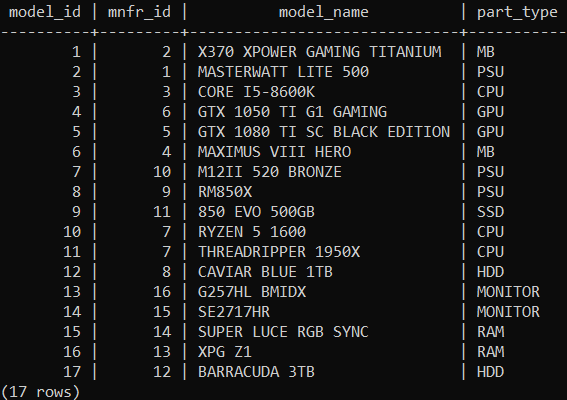 model_id | mnfr_id | model_name | part_type
----------+---------+----------------------------+-----------
1 | 2 | X370 XPOWER GAMING TITANIUM | MB
2 | 1 | MASTERWATT LITE 500 | PSU
3 | 3 | CORE I5-8600K | CPU
4 | 6 | GTX 1050 TI G1 GAMING | GPU
5 | 5 | GTX 1080 TI SC BLACK EDITION | GPU
6 | 4 | MAXIMUS VIII HERO | MB
7 | 10 | M12II 520 BRONZE | PSU
8 | 9 | RM850X | PSU
9 | 11 | 850 EVO 500GB | SSD
10 | 7 | RYZEN 5 1600 | CPU
11 | 7 | THREADRIPPER 1950X | CPU
12 | 8 | CAVIAR BLUE 1TB | HDD
13 | 16 | G257HL BMIDX | MONITOR
14 | 15 | SE2717HR | MONITOR
15 | 14 | SUPER LUCE RGB SYNC | RAM
16 | 13 | XPG Z1 | RAM
17 | 12 | BARRACUDA 3TB | HDD
(17 rows)